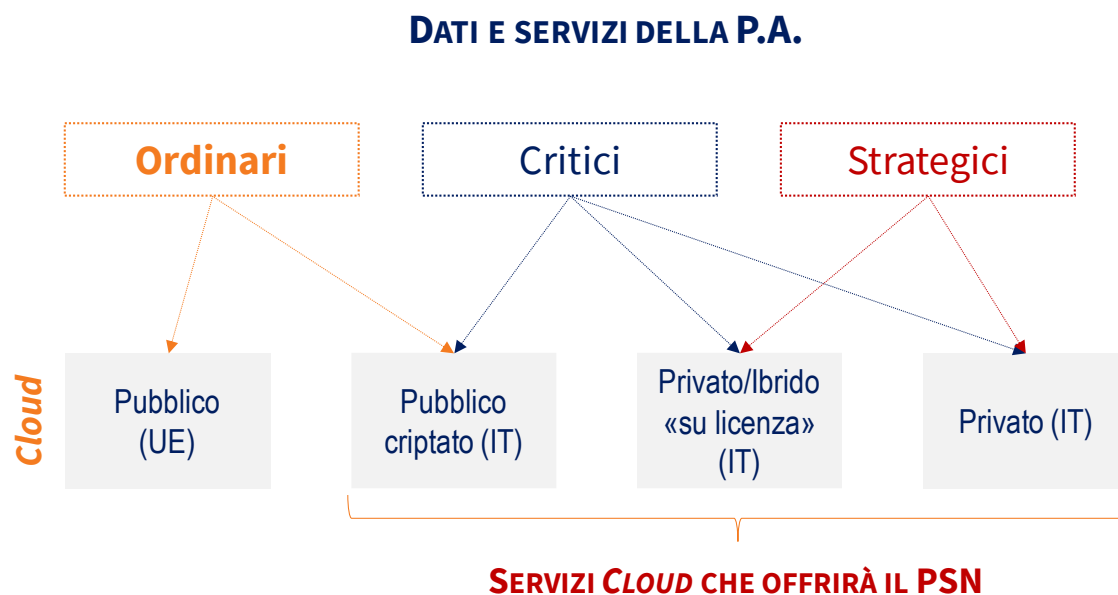 DATI E SERVIZI DELLA P.A.
Ordinari
Critici
Strategici
Cloud
Pubblico
(UE)
Pubblico
criptato (IT)
Privato/Ibrido
«su licenza»
(IT)
Privato (IT)
SERVIZI CLOUD CHE OFFRIRÀ IL PSN